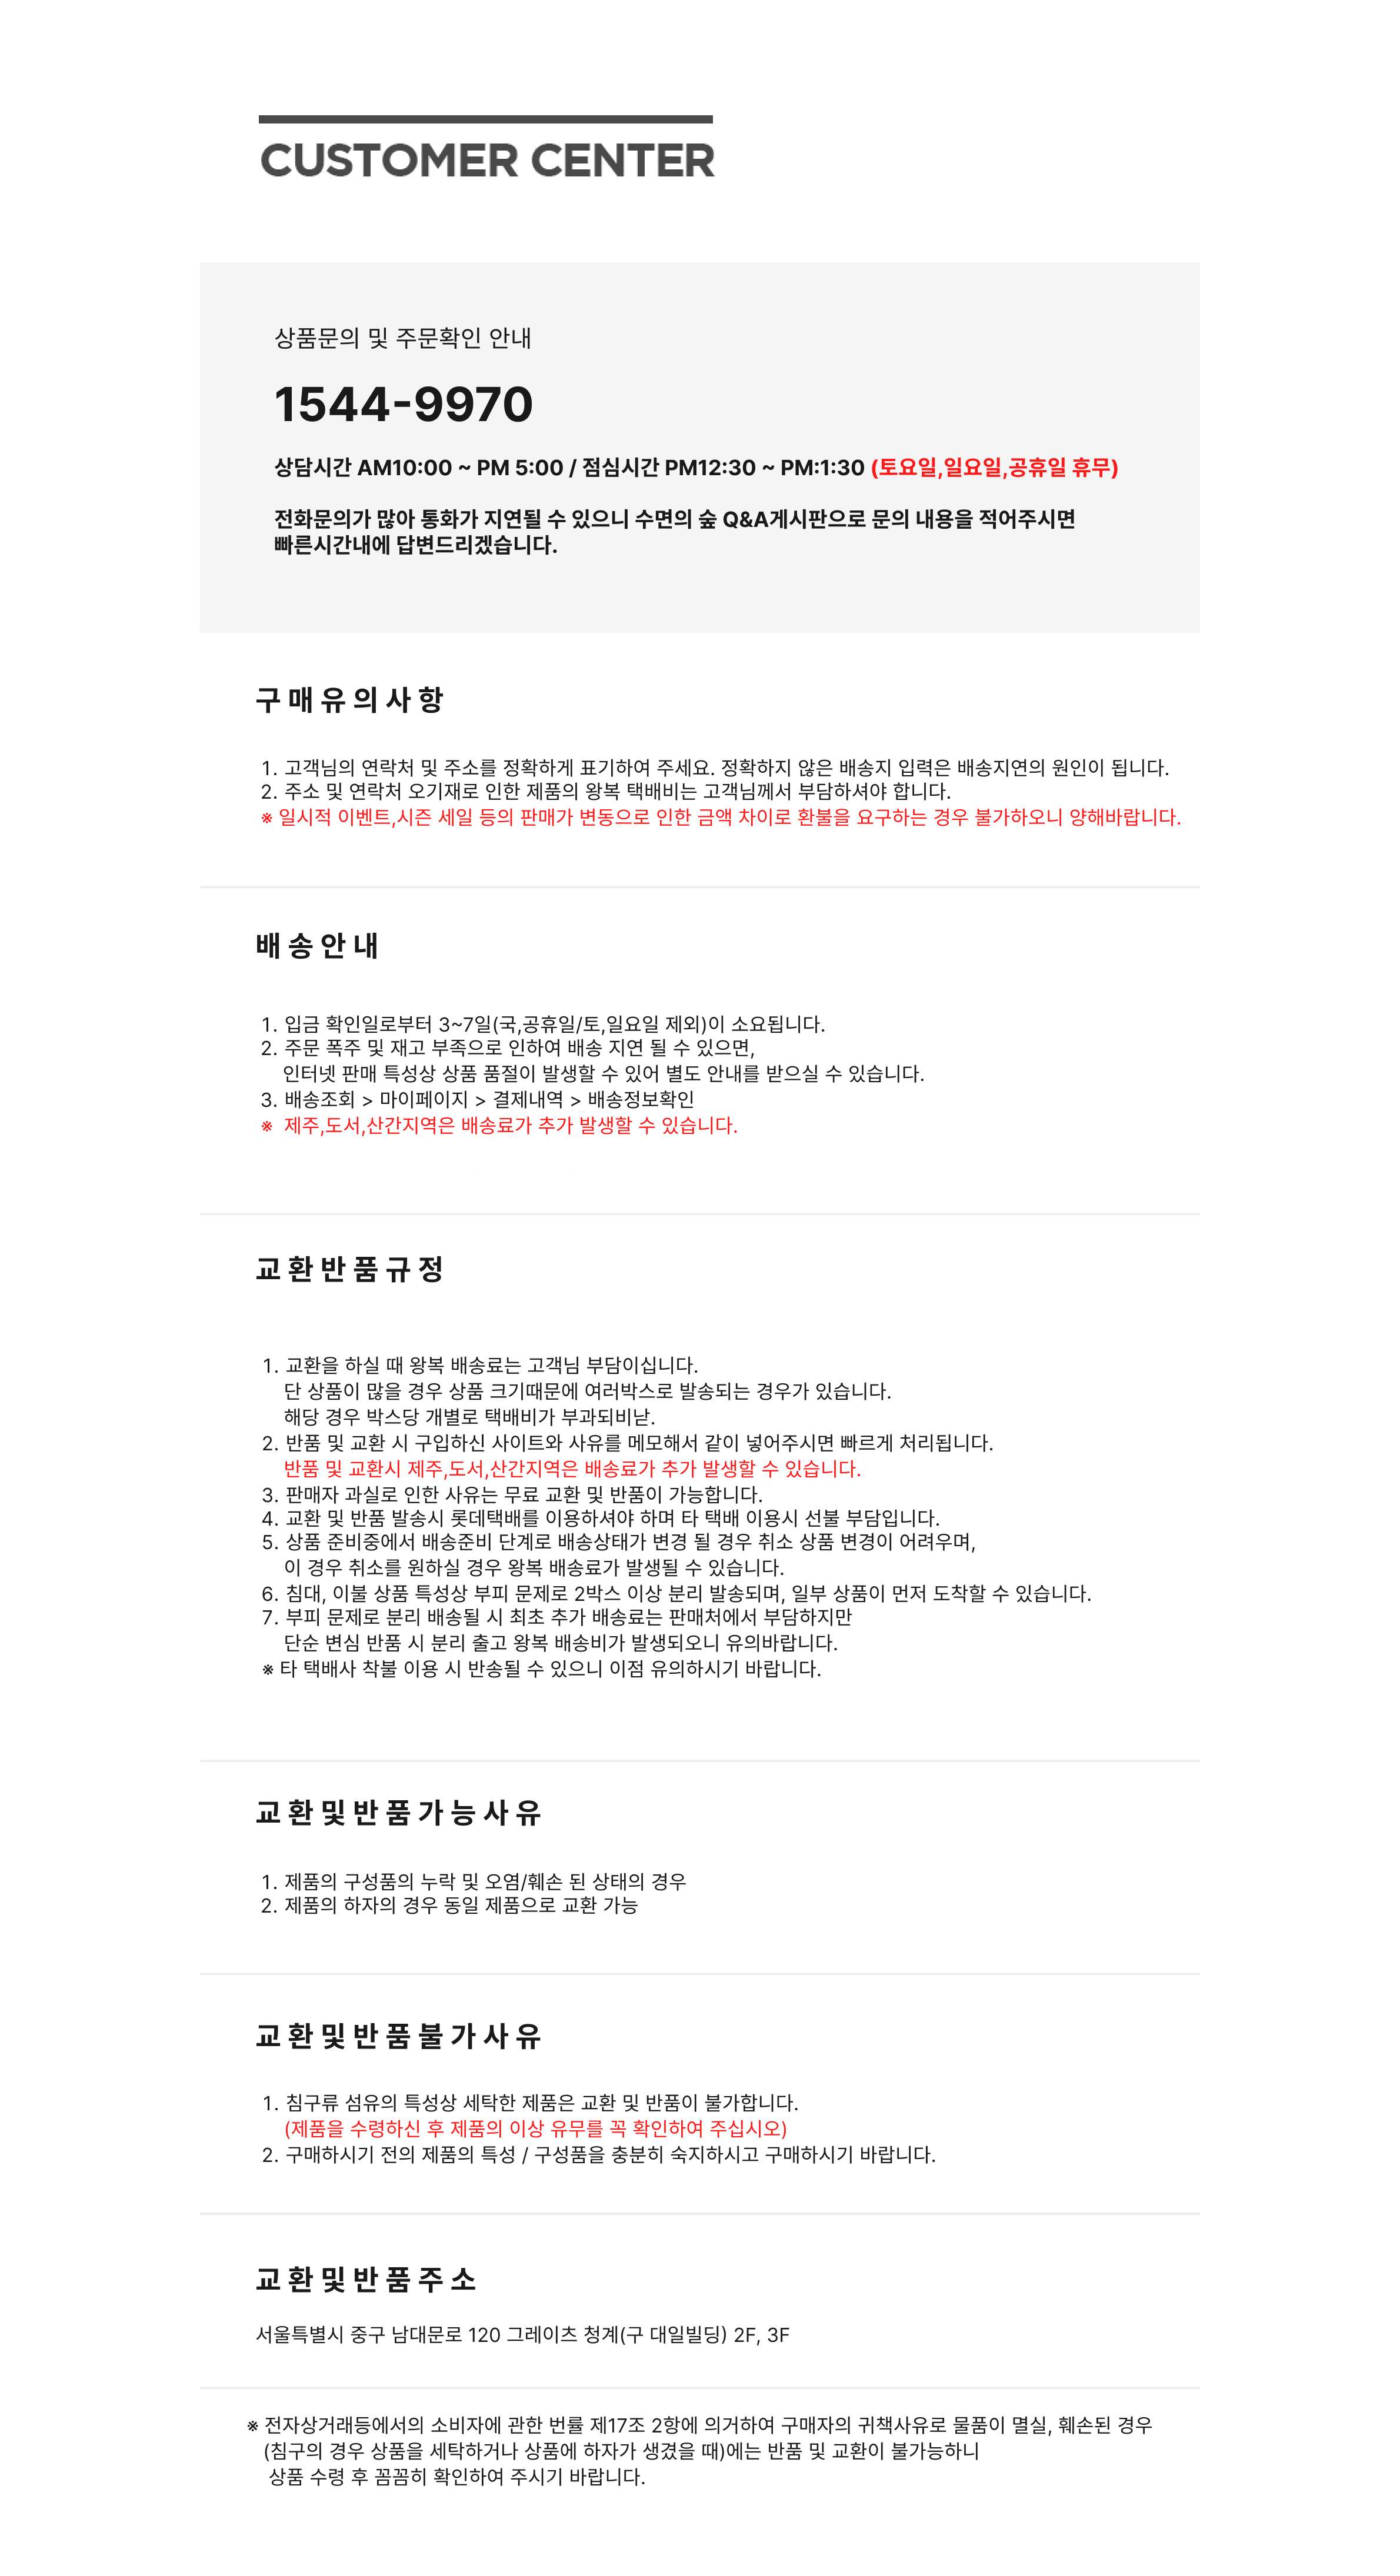 CUSTOMER CENTER
상품문의 및 주문확인 안내
1544-9970
상담시간 AM10:00 ~ PM 5:00 / 점심시간 PM12:30 ~ PM:1:30 (토요일,일요일,공휴일 휴무)
전화문의가 많아 통화가 지연될 수 있으니 수면의 숲 Q&A게시판으로 문의 내용을 적어주시면
빠른시간내에 답변드리겠습니다.
구매유의사항
1. 고객님의 연락처 및 주소를 정확하게 표기하여 주세요. 정확하지 않은 배송지 입력은 배송지연의 원인이 됩니다.
2. 주소 및 연락처 오기재로 인한 제품의 왕복 택배비는 고객님께서 부담하셔야 합니다.
※ 일시적 이벤트,시즌 세일 등의 판매가 변동으로 인한 금액 차이로 환불을 요구하는 경우 불가하오니 양해바랍니다.
배송안내
1. 입금 확인일로부터 3~7일(국,공휴일/토,일요일 제외)이 소요됩니다.
2. 주문 폭주 및 재고 부족으로 인하여 배송 지연 될 수 있으면,
인터넷 판매 특성상 상품 품절이 발생할 수 있어 별도 안내를 받으실 수 있습니다.
3. 배송조회 > 마이페이지 > 결제내역 > 배송정보확인
※ 제주,도서,산간지역은 배송료가 추가 발생할 수 있습니다.
교환반품규정
1. 교환을 하실 때 왕복 배송료는 고객님 부담이십니다.
단 상품이 많을 경우 상품 크기때문에 여러박스로 발송되는 경우가 있습니다.
해당 경우 박스당 개별로 택배비가 부과되비낟.
2. 반품 및 교환 시 구입하신 사이트와 사유를 메모해서 같이 넣어주시면 빠르게 처리됩니다.
반품 및 교환시 제주,도서,산간지역은 배송료가 추가 발생할 수 있습니다.
3. 판매자 과실로 인한 사유는 무료 교환 및 반품이 가능합니다.
4. 교환 및 반품 발송시 롯데택배를 이용하셔야 하며 타 택배 이용시 선불 부담입니다.
5. 상품 준비중에서 배송준비 단계로 배송상태가 변경 될 경우 취소 상품 변경이 어려우며,
이 경우 취소를 원하실 경우 왕복 배송료가 발생될 수 있습니다.
6. 침대, 이불 상품 특성상 부피 문제로 2박스 이상 분리 발송되며, 일부 상품이 먼저 도착할 수 있습니다.
7. 부피 문제로 분리 배송될 시 최초 추가 배송료는 판매처에서 부담하지만
단순 변심 반품 시 분리 출고 왕복 배송비가 발생되오니 유의바랍니다.
※ 타 택배사 착불 이용 시 반송될 수 있으니 이점 유의하시기 바랍니다.
교환및반품가능사유
1. 제품의 구성품의 누락 및 오염/훼손 된 상태의 경우
2. 제품의 하자의 경우 동일 제품으로 교환 가능
교환및반품불가사유
1. 침구류 섬유의 특성상 세탁한 제품은 교환 및 반품이 불가합니다.
(제품을 수령하신 후 제품의 이상 유무를 꼭 확인하여 주십시오)
2. 구매하시기 전의 제품의 특성 / 구성품을 충분히 숙지하시고 구매하시기 바랍니다.
교환및반품주소
서울특별시 중구 남대문로 120 그레이츠 청계(구 대일빌딩) 2F, 3F
※ 전자상거래등에서의 소비자에 관한 번률 제17조 2항에 의거하여 구매자의 귀책사유로 물품이 멸실, 훼손된 경우
(침구의 경우 상품을 세탁하거나 상품에 하자가 생겼을 때)에는 반품 및 교환이 불가능하니
상품 수령 후 꼼꼼히 확인하여 주시기 바랍니다.